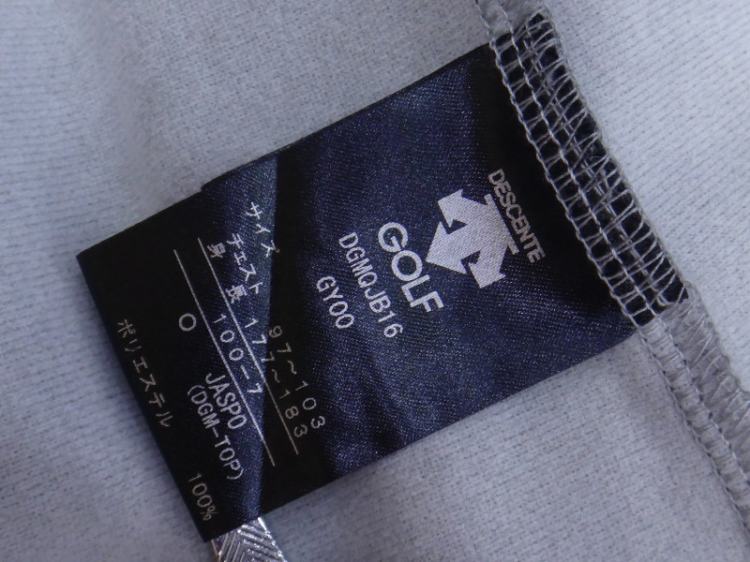 DESCENTE
GOLF
DGMQJB16
GY00
サイズ
チェスト 97～103
身長 177～183
100-7
O JASPO
(DGM-TOP)
ポリエステル 100%